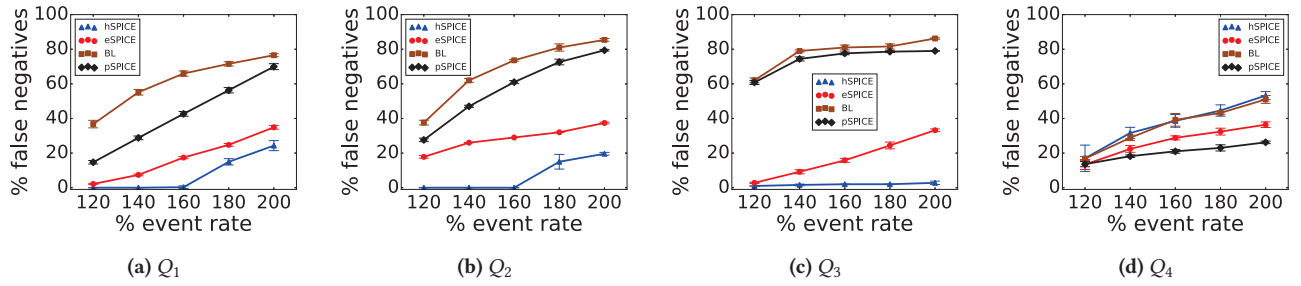 % false negatives
100
80
60
40
20
0
hSPICE
eSPICE
BL
pSPICE
120 140 160 180 200
% event rate
(a) Q1
% false negatives
100
80
60
40
20
0
hSPICE
eSPICE
BL
pSPICE
120 140 160 180 200
% event rate
(b) Q2
% false negatives
100
80
60
40
20
0
hSPICE
eSPICE
BL
pSPICE
120 140 160 180 200
% event rate
(c) Q3
% false negatives
100
80
60
40
20
0
hSPICE
eSPICE
BL
pSPICE
120 140 160 180 200
% event rate
(d) Q4